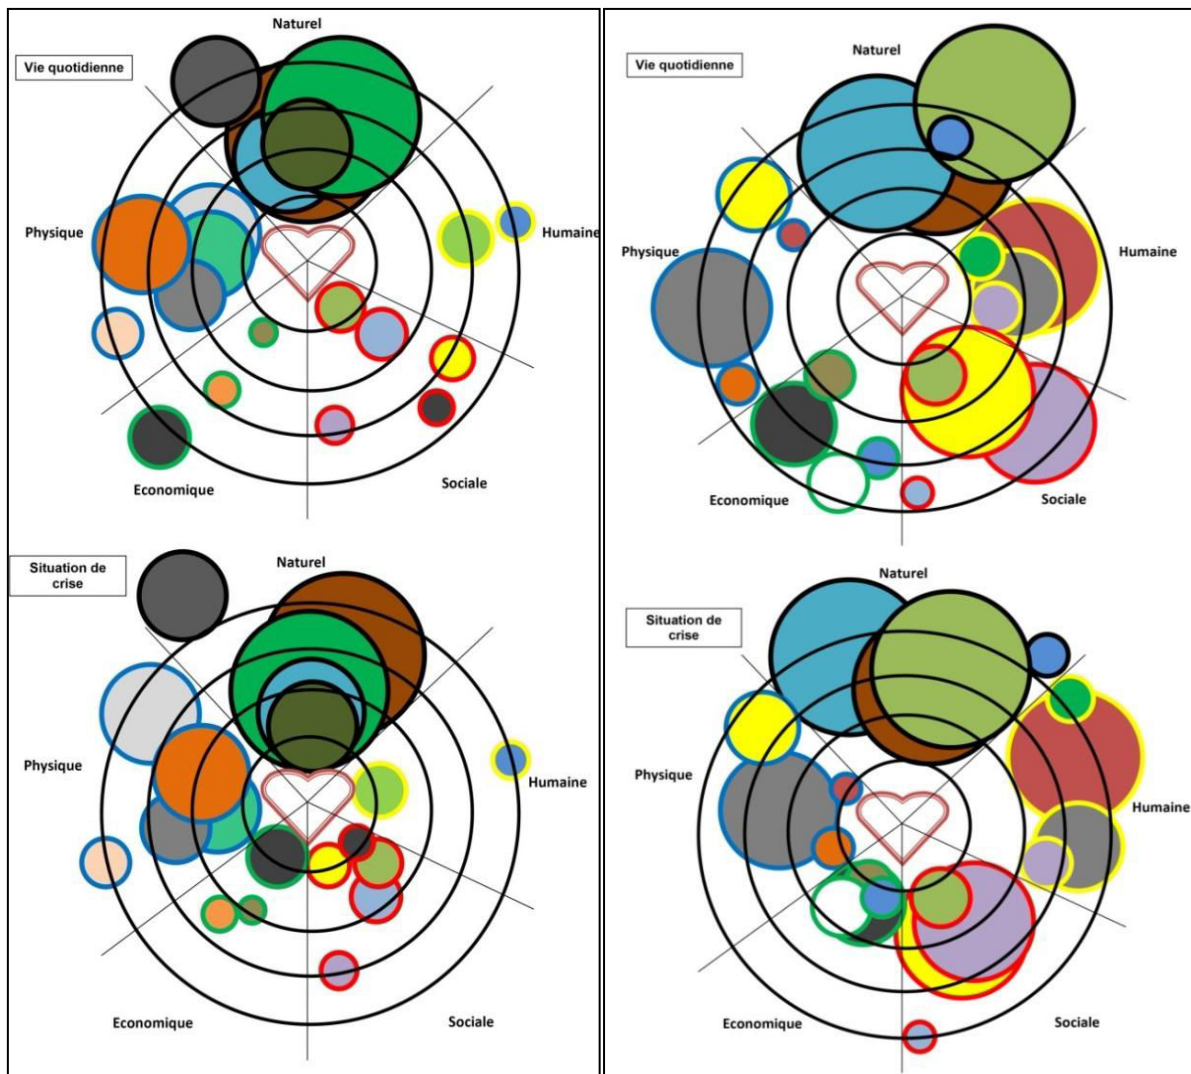 Naturel
Vie quotidienne
Physique
Humaine
Economique
Sociale
Situation de
crise
Naturel
Physique
Humaine
Economique
Sociale
Naturel
Vie quotidienne
Physique
Humaine
Economique
Sociale
Naturel
Situation de
crise
Physique
Humaine
Economique
Sociale